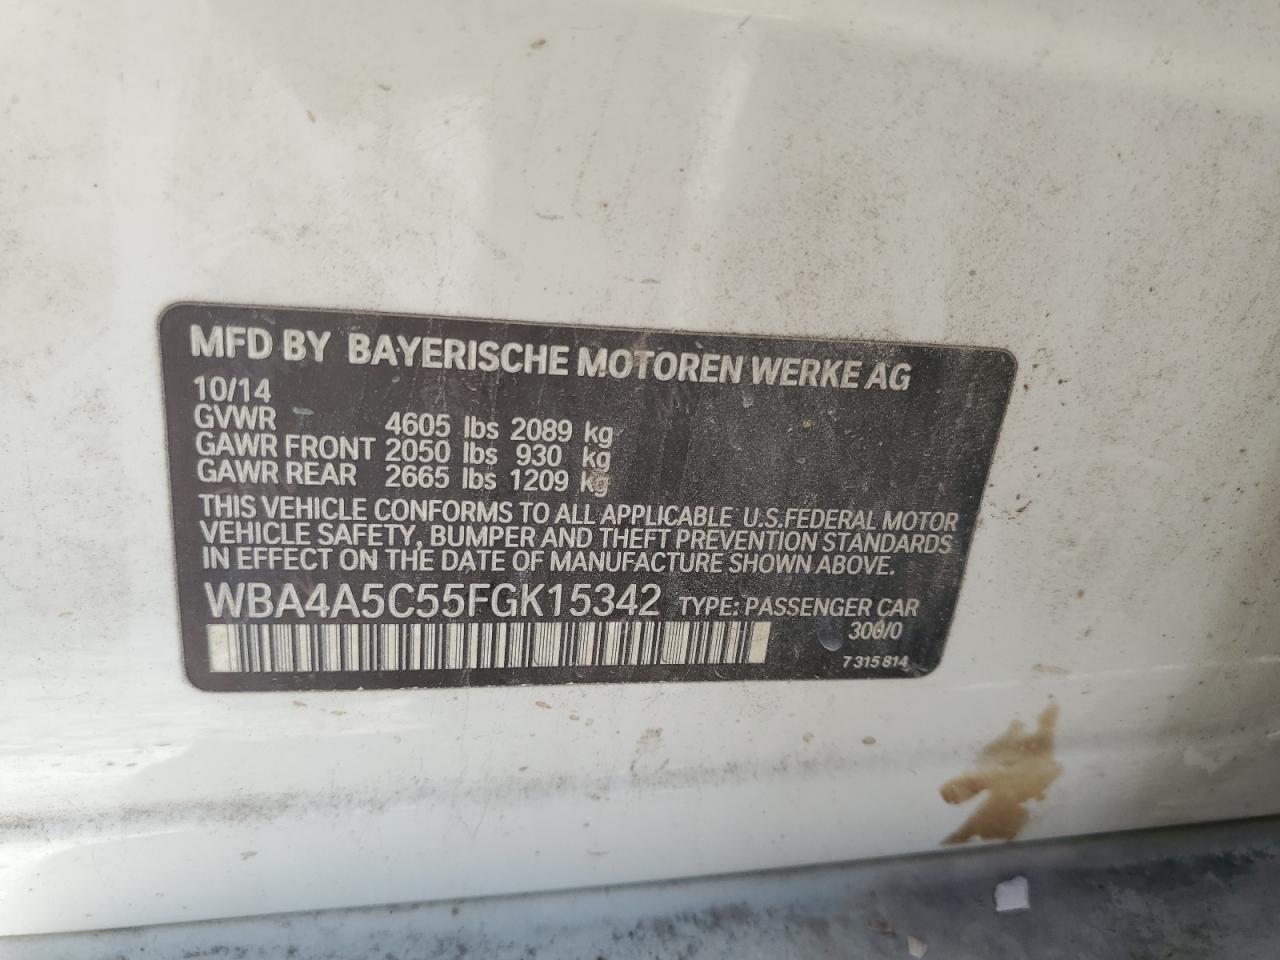 MFD BY BAYERISCHE MOTOREN WERKE AG
10/14
GVWR 4605 lbs 2089 kg
GAWR FRONT 2050 lbs 930 kg
GAWR REAR 2665 lbs 1209 kg
THIS VEHICLE CONFORMS TO ALL APPLICABLE U.S.FEDERAL MOTOR
VEHICLE SAFETY, BUMPER AND THEFT PREVENTION STANDARDS
IN EFFECT ON THE DATE OF MANUFACTURE SHOWN ABOVE.
WBA4A5C55FGK15342 TYPE: PASSENGER CAR
300/0
7 315 814